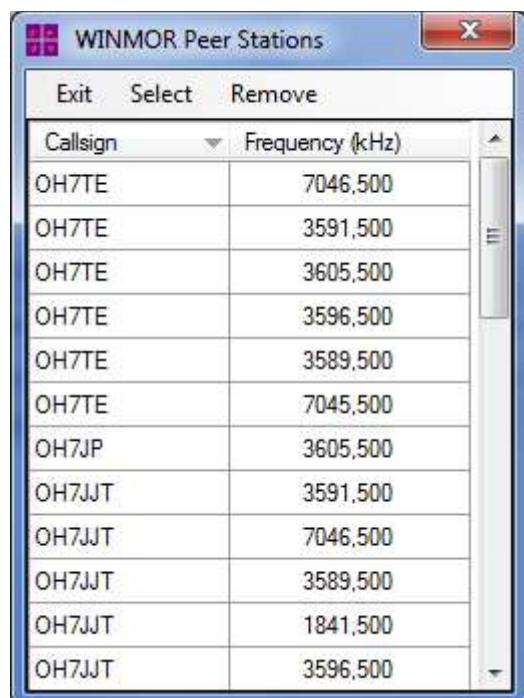 WINMOR Peer Stations
Exit Select Remove
Callsign Frequency (kHz)
OH7TE 7046,500
OH7TE 3591,500
OH7TE 3605,500
OH7TE 3596,500
OH7TE 3589,500
OH7TE 7045,500
OH7JP 3605,500
OH7JJT 3591,500
OH7JJT 7046,500
OH7JJT 3589,500
OH7JJT 1841,500
OH7JJT 3596,500